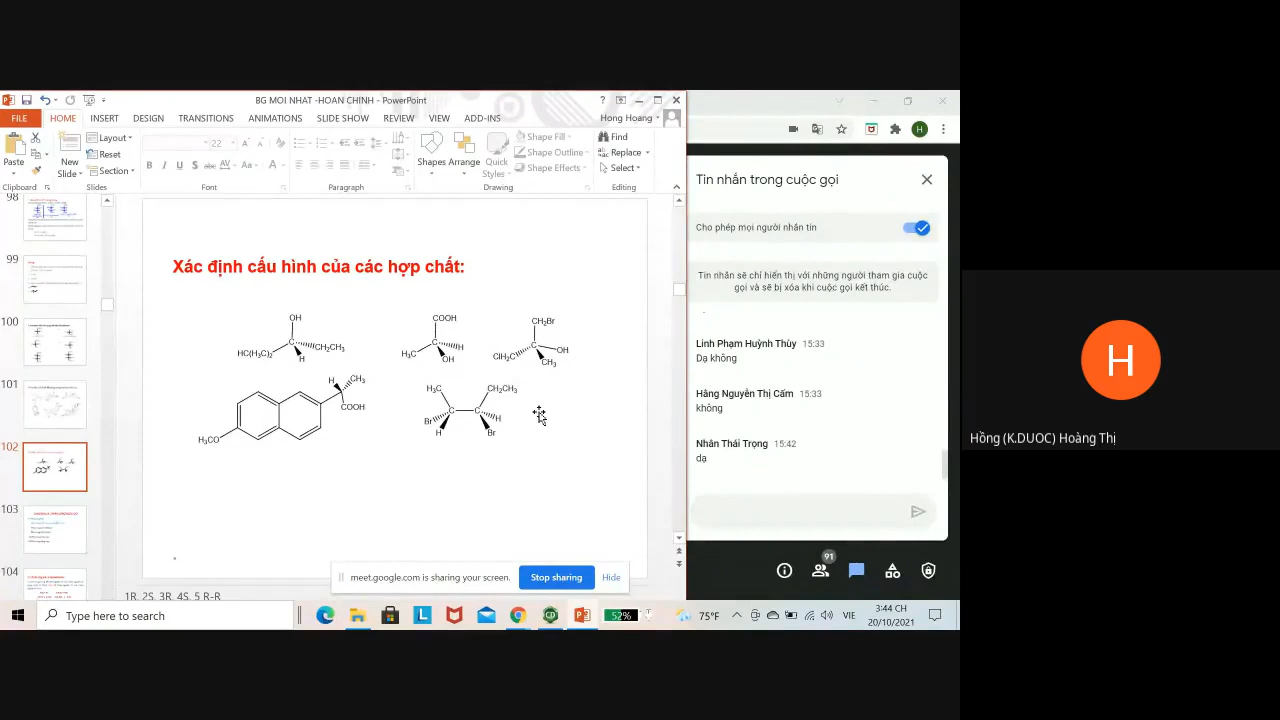 BG MOI NHAT -HOAN CHINH - PowerPoint
FILE HOME INSERT DESIGN TRANSITIONS ANIMATIONS SLIDE SHOW REVIEW VIEW ADD-INS Hong Hoang
Paste
New Slide
Layout
Reset
Section
22
B I U S abc AV Aa A
Shapes Arrange Quick Styles
Shape Fill
Shape Outline
Shape Effects
Find
Replace
Select
Clipboard Slides Font Paragraph Drawing Editing
98
99
100
101
102
103
104
Xác định cấu hình của các hợp chất:
OH
C
HC(H3C)2
CH2CH3
H
COOH
C
H
H3C
OH
CH2Br
C
OH
CH3
H
CH3
COOH
H3CO
H3C
CH2CH3
C C
Br
H
H
Br
meet.google.com is sharing your screen.
Stop sharing
Hide
1R, 2S, 3R, 4S, 5 R-R
Tin nhắn trong cuộc gọi
Cho phép mọi người nhắn tin
Tin nhắn sẽ chỉ hiển thị với những người tham gia cuộc
gọi và sẽ bị xóa khi cuộc gọi kết thúc.
Linh Phạm Huỳnh Thùy 15:33
Dạ không
Hằng Nguyễn Thị Cẩm 15:33
không
Nhân Thái Trọng 15:42
dạ
91
H
H
Hồng (K.DUOC) Hoàng Thị
Type here to search
52%
75°F
VIE
3:44 CH
20/10/2021